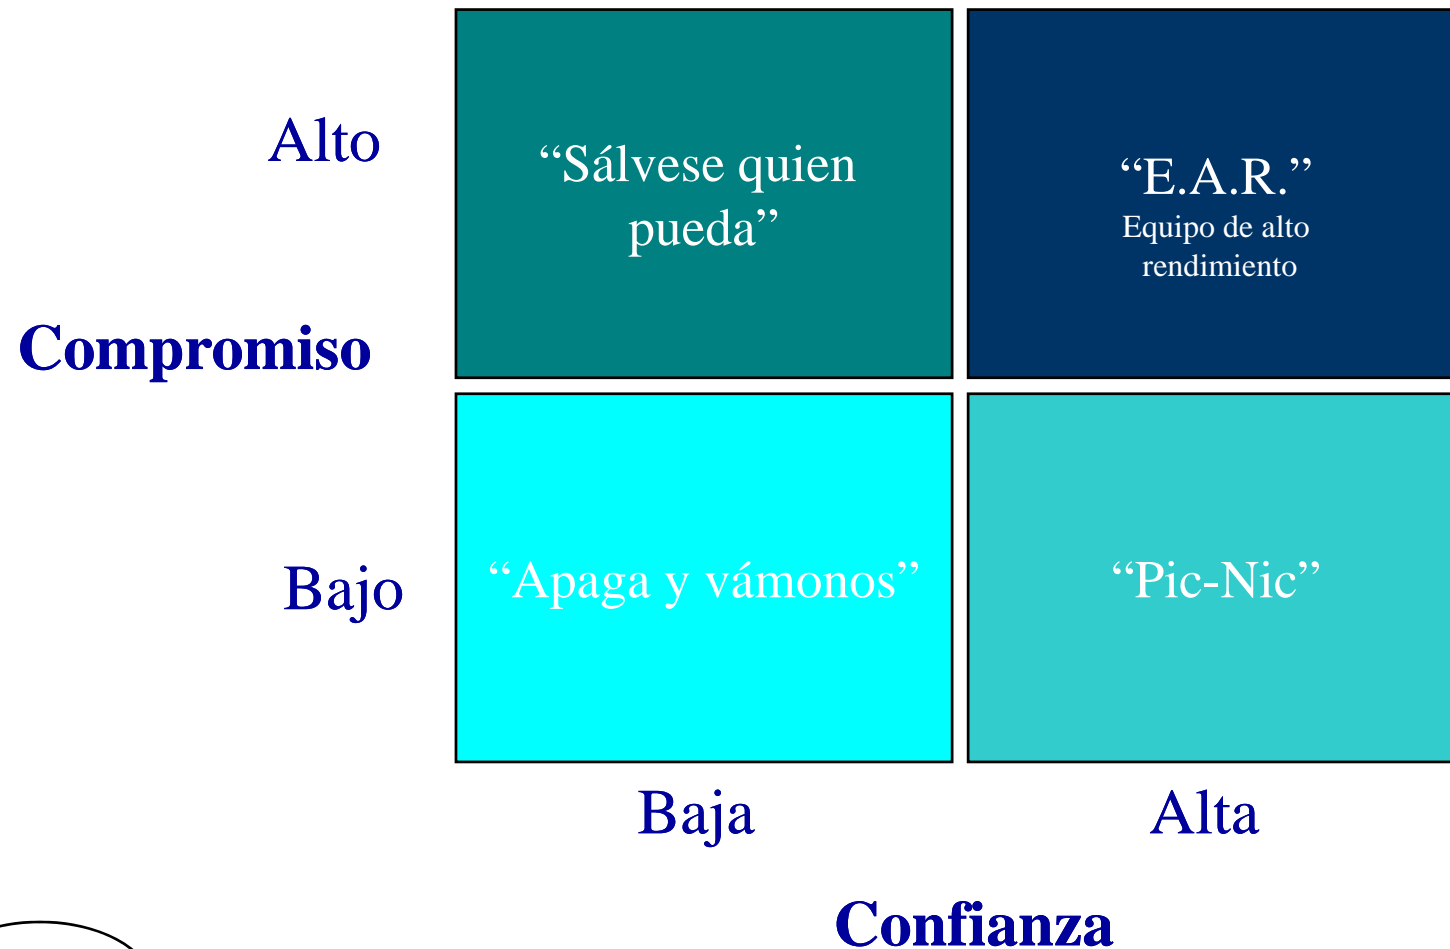 Alto
“Sálvese quien
pueda”
“E.A.R.”
Equipo de alto
rendimiento
Compromiso
Bajo
“Apaga y vámonos”
“Pic-Nic”
Baja
Alta
Confianza